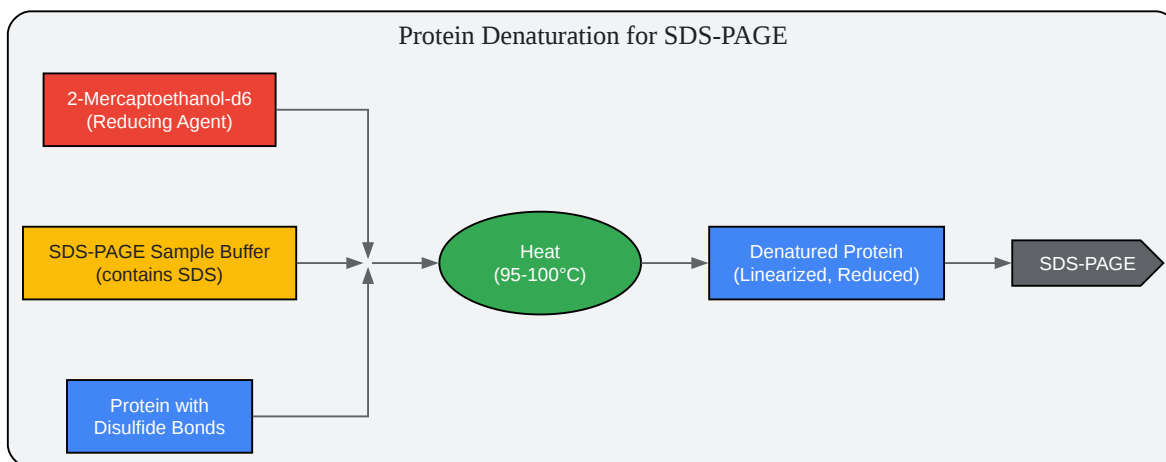 Protein Denaturation for SDS-PAGE
2-Mercaptoethanol-d6
(Reducing Agent)
SDS-PAGE Sample Buffer
(contains SDS)
Heat
(95-100°C)
Denatured Protein
(Linearized, Reduced)
SDS-PAGE
Protein with
Disulfide Bonds